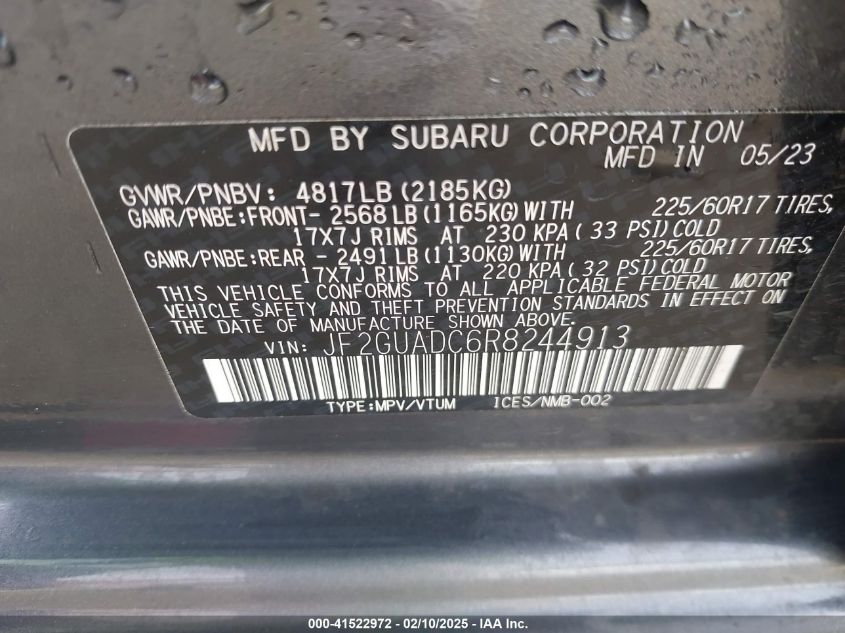 MFD BY SUBARU CORPORATION
MFD IN 05/23
GVWR/PNBV: 4817LB (2185KG)
GAWR/PNBE:FRONT- 2568 LB (1165KG) WITH 225/60R17 TIRES,
17X7J RIMS AT 230 KPA ( 33 PSI) COLD
GAWR/PNBE:REAR - 2491 LB (1130KG) WITH 225/60R17 TIRES,
17X7J RIMS AT 220 KPA ( 32 PSI) COLD
THIS VEHICLE CONFORMS TO ALL APPLICABLE FEDERAL MOTOR
VEHICLE SAFETY AND THEFT PREVENTION STANDARDS IN EFFECT ON
THE DATE OF MANUFACTURE SHOWN ABOVE.
VIN: JF2GUADC6R8244913
TYPE:MPV/VTUM ICES/NMB-002
000-41522972 - 02/10/2025 - IAA Inc.